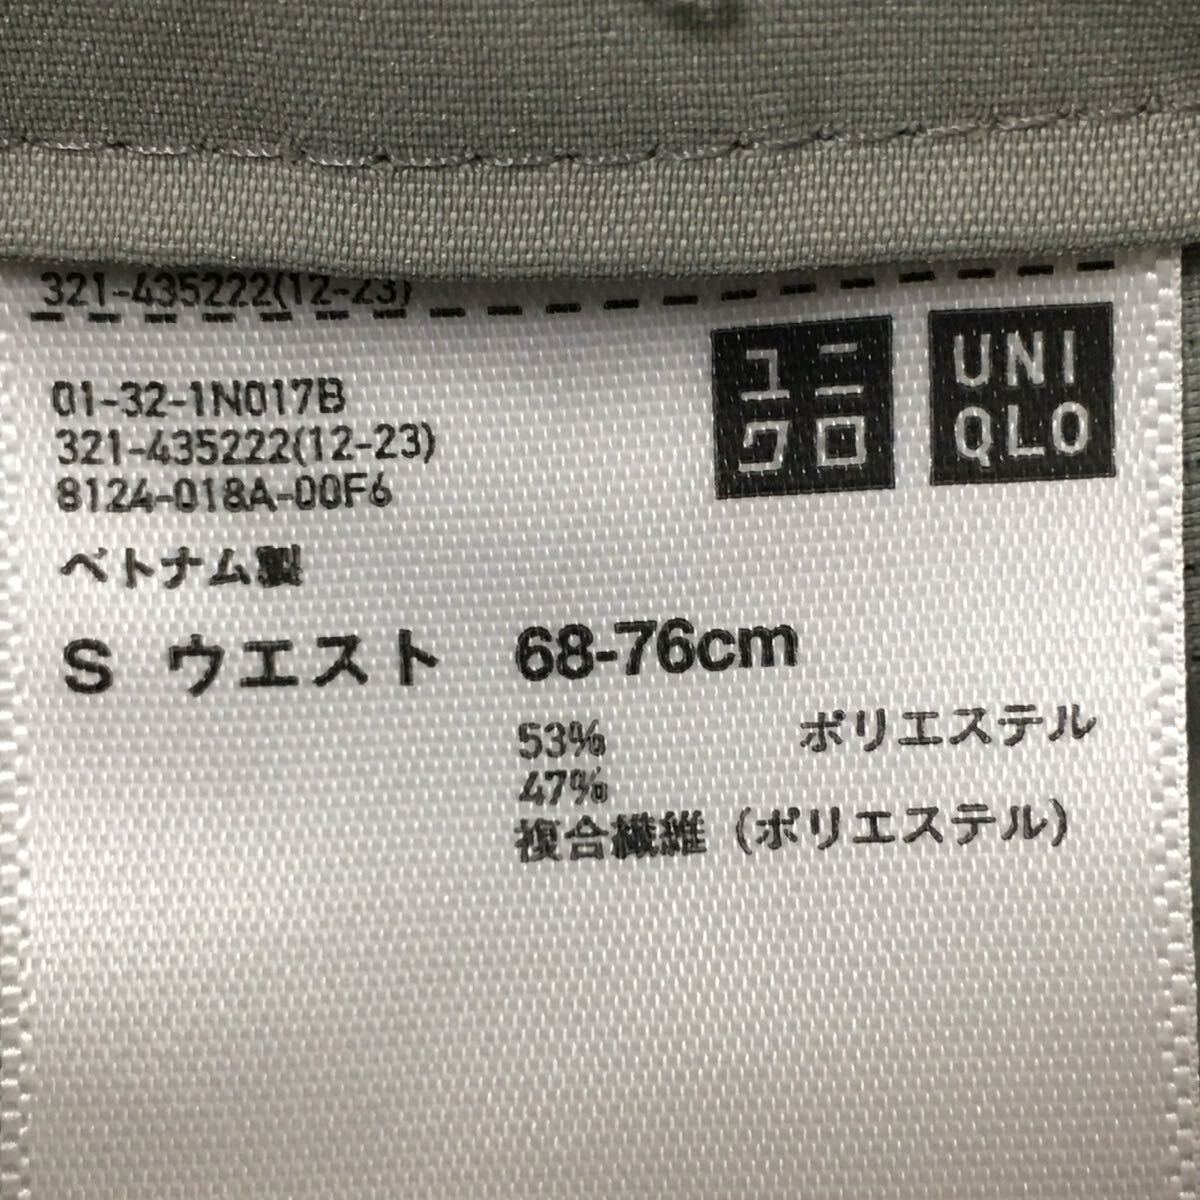 321-435222(12-23)
ユニ
クロ
UNI
QLO
01-32-1N017B
321-435222(12-23)
8124-018A-00F6
ベトナム製
S ウエスト 68-76cm
53% ポリエステル
47%
複合繊維 (ポリエステル)